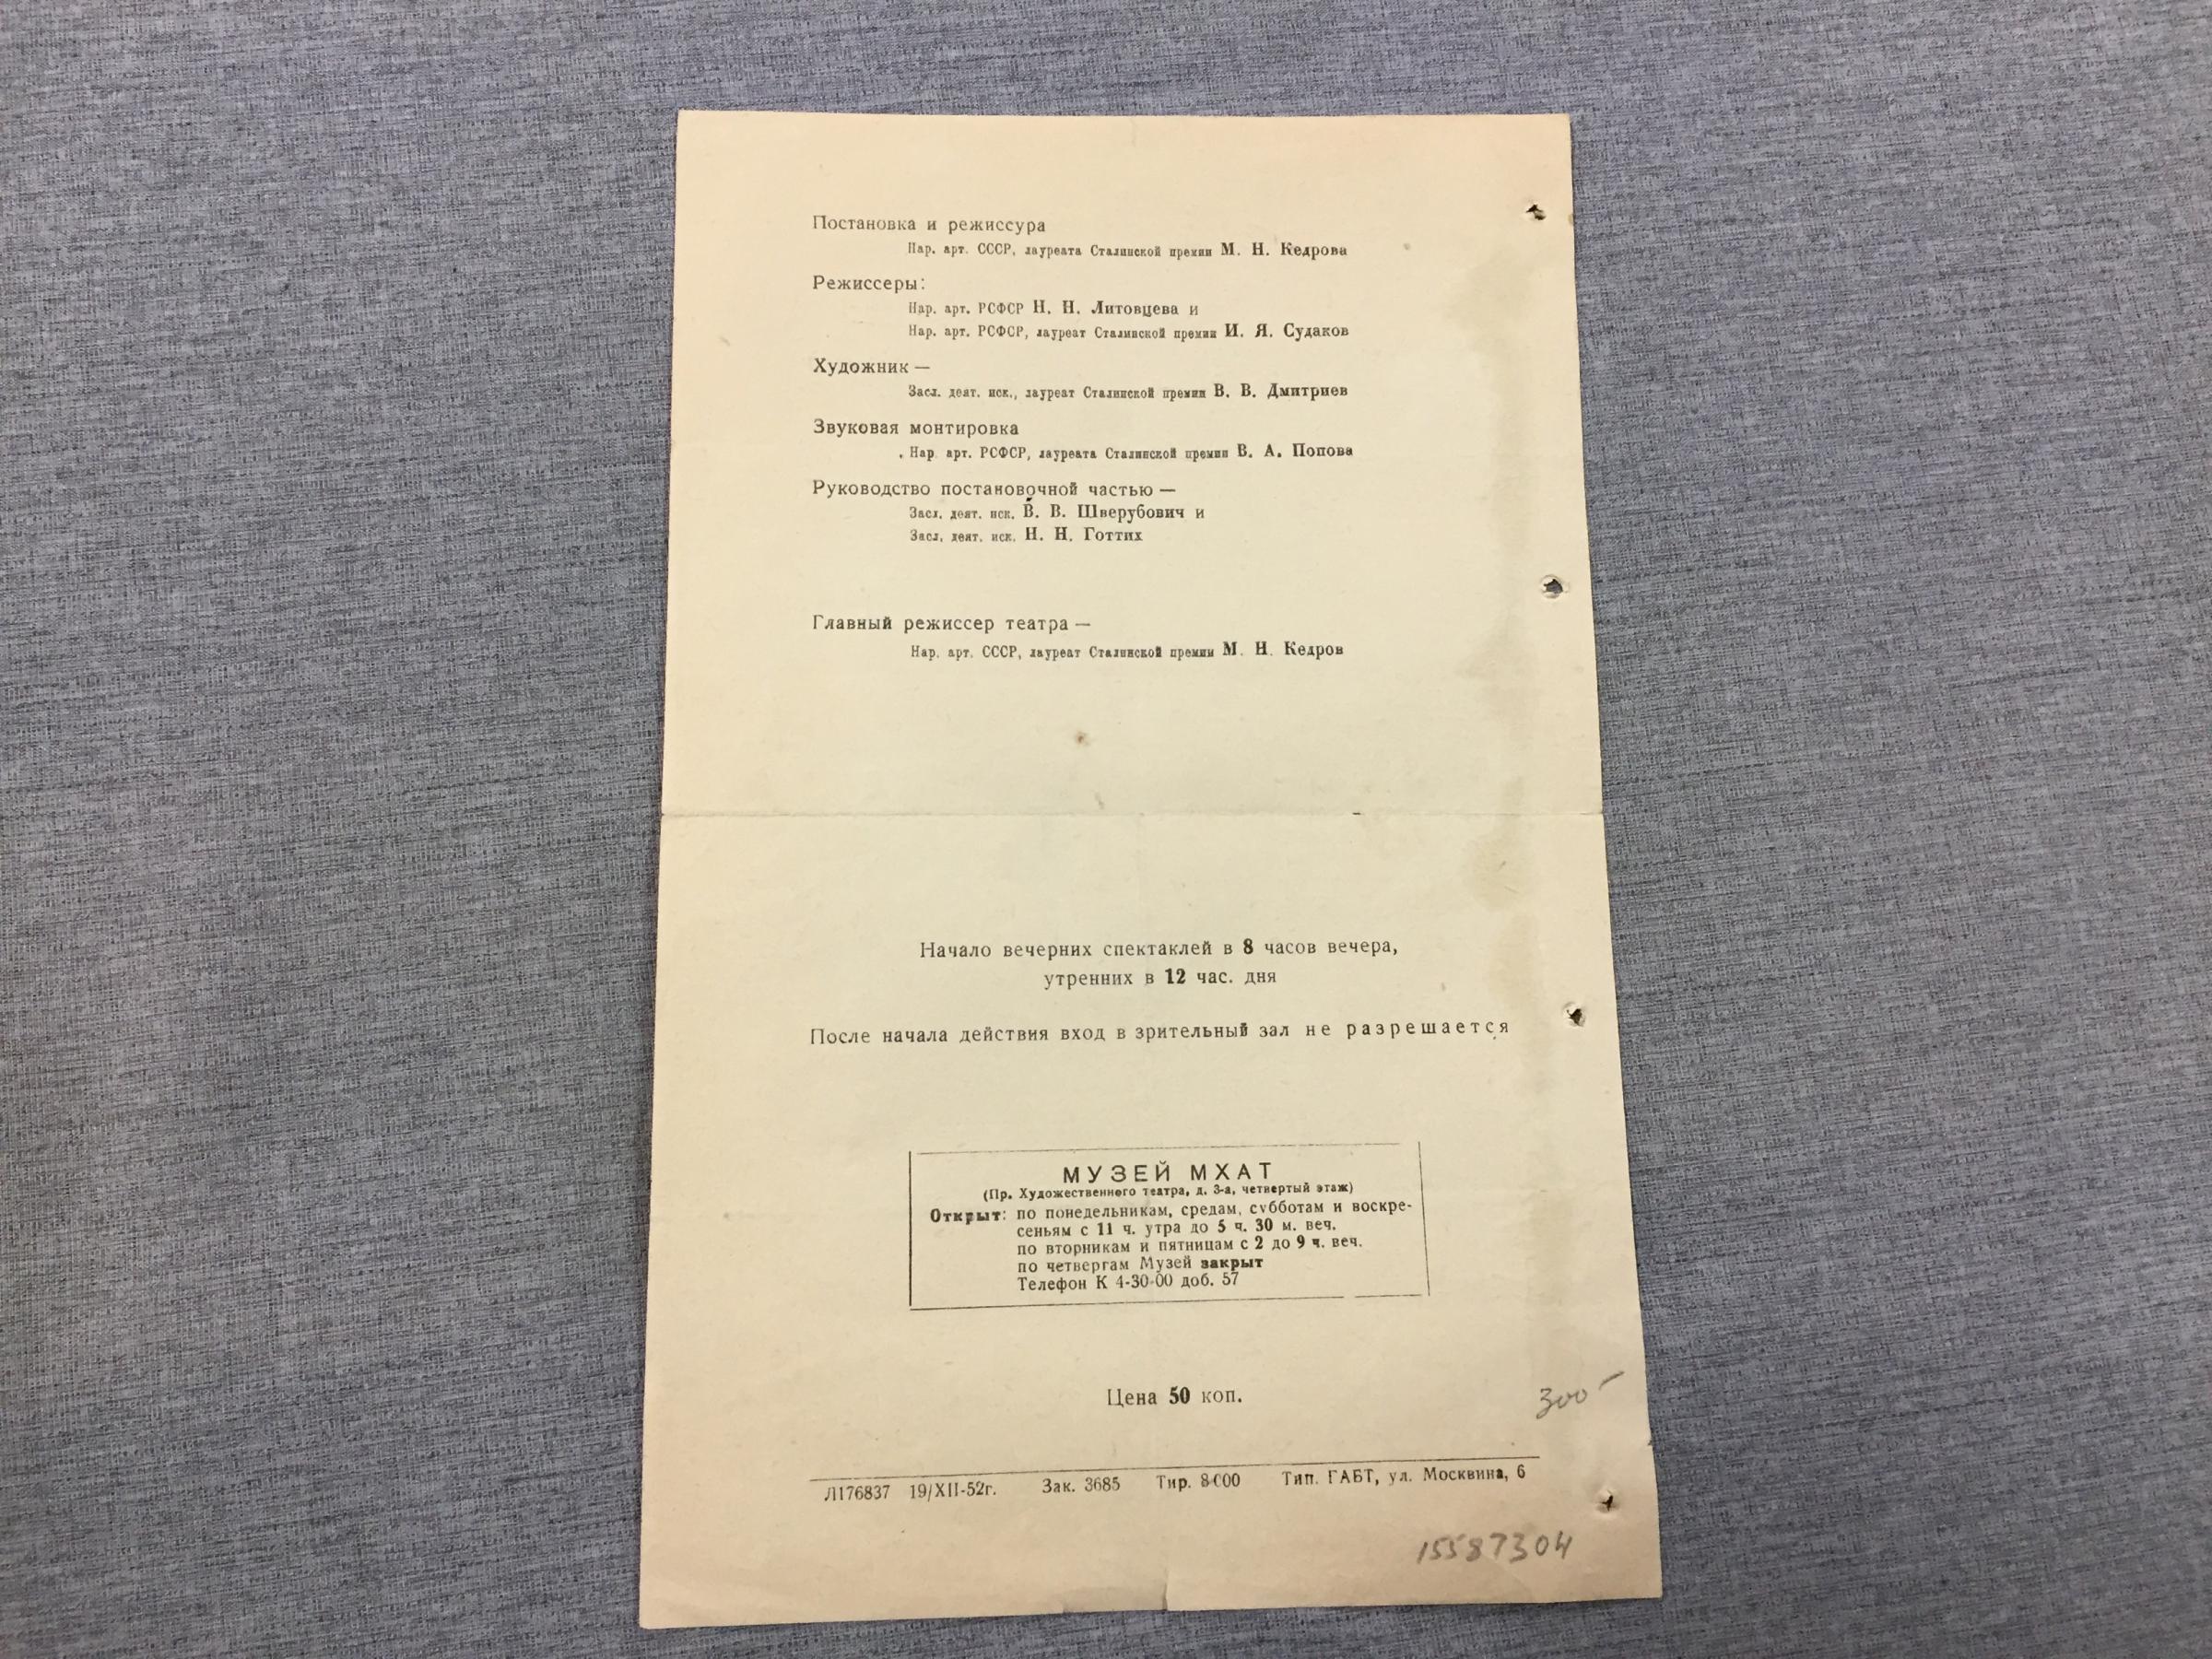 Постановка и режиссура
Нар. арт. СССР, лауреата Сталинской премии М. Н. Кедрова
Режиссеры:
Нар. арт. РСФСР Н. Н. Литовцева и
Нар. арт. РСФСР, лауреат Сталинской премии И. Я. Судаков
Художник —
Засл. деят. иск., лауреат Сталинской премии В. В. Дмитриев
Звуковая монтировка
Нар. арт. РСФСР, лауреата Сталинской премии В. А. Попова
Руководство постановочной частью —
Засл. деят. иск. В. В. Шверубович и
Засл. деят. иск. Н. Н. Готтих
Главный режиссер театра —
Нар. арт. СССР, лауреат Сталинской премии М. Н. Кедров
Начало вечерних спектаклей в 8 часов вечера,
утренних в 12 час. дня
После начала действия вход в зрительный зал не разрешается
МУЗЕЙ МХАТ
(Пр. Художественного театра, д. 3-а, четвертый этаж)
Открыт: по понедельникам, средам, субботам и воскре-
сеньям с 11 ч. утра до 5 ч. 30 м. веч.
по вторникам и пятницам с 2 до 9 ч. веч.
по четвергам Музей закрыт
Телефон К 4-30-00 доб. 57
Цена 50 коп.
300-
Л176837 19/XII-52г. Зак. 3685 Тир. 8000 Тип. ГАБТ, ул. Москвина, 6
15587304